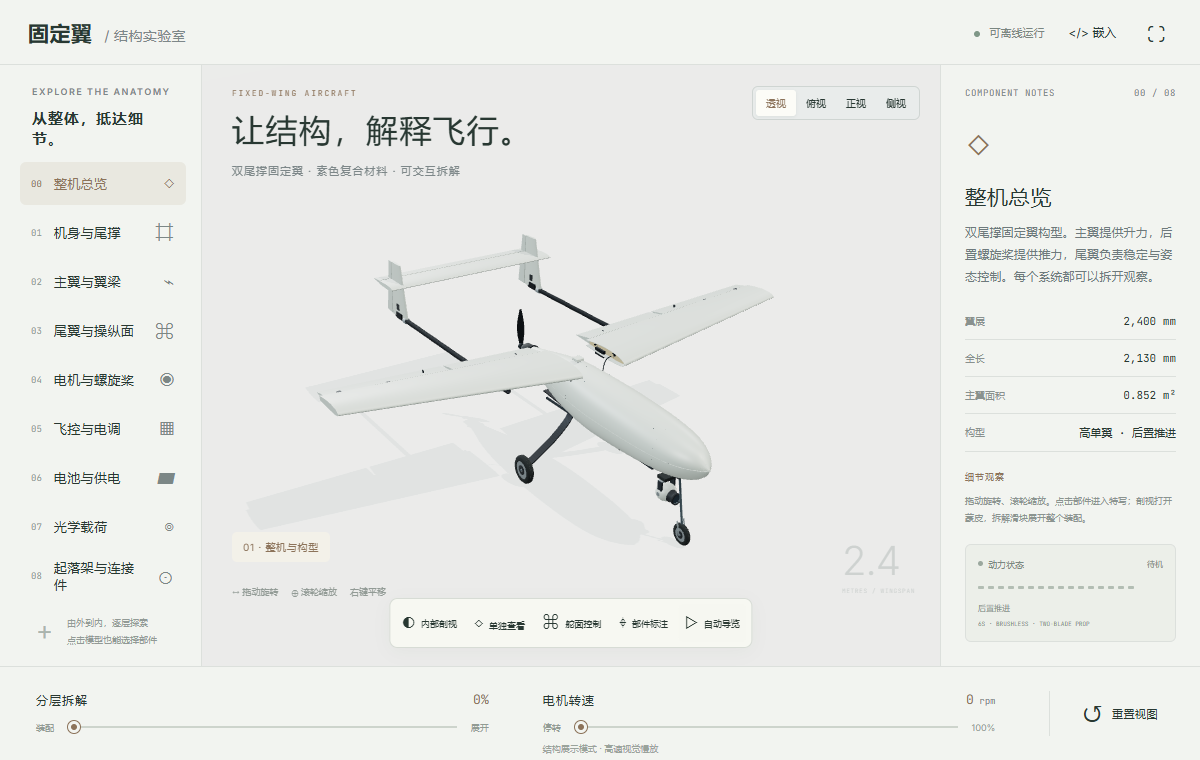 固定翼 / 结构实验室
可离线运行
</> 嵌入
EXPLORE THE ANATOMY
从整体，抵达细
节。
00 整机总览
01 机身与尾撑
02 主翼与翼梁
03 尾翼与操纵面
04 电机与螺旋桨
05 飞控与电调
06 电池与供电
07 光学载荷
08 起落架与连接
件
由外到内，逐层探索
点击模型也能选择部件
FIXED-WING AIRCRAFT
让结构，解释飞行。
双尾撑固定翼 · 素色复合材料 · 可交互拆解
透视 俯视 正视 侧视
01 · 整机与构型
↔ 拖动旋转 ⊕ 滚轮缩放 右键平移
2.4
METRES / WINGSPAN
内部剖视 单独查看 舵面控制 部件标注 自动导览
COMPONENT NOTES 00 / 08
整机总览
双尾撑固定翼构型。主翼提供升力，后
置螺旋桨提供推力，尾翼负责稳定与姿
态控制。每个系统都可以拆开观察。
翼展 2,400 mm
全长 2,130 mm
主翼面积 0.852 m²
构型 高单翼 · 后置推进
细节观察
拖动旋转、滚轮缩放。点击部件进入特写；剖视打开
蒙皮，拆解滑块展开整个装配。
动力状态 待机
后置推进
6S · BRUSHLESS · TWO-BLADE PROP
分层拆解 0%
装配 展开
电机转速 0 rpm
停转 100%
结构展示模式 · 高速视觉慢放
重置视图